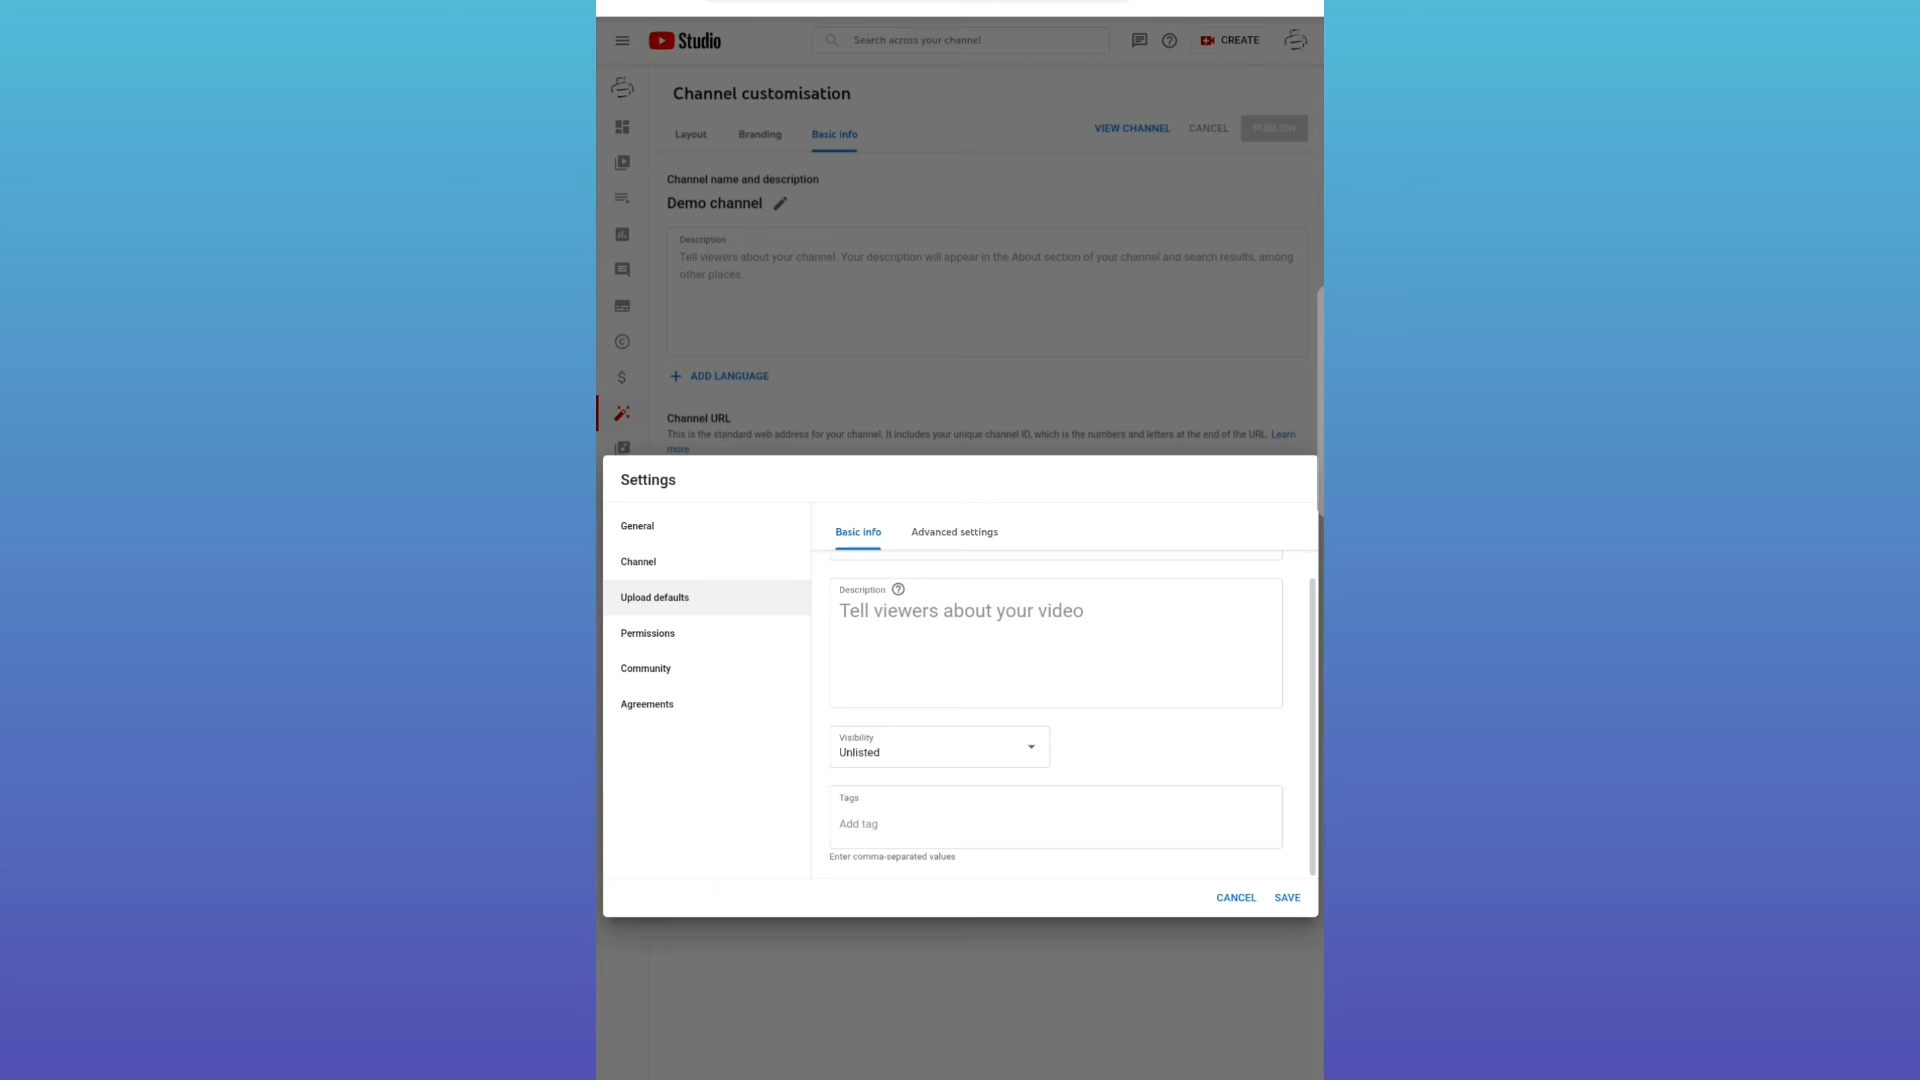 Studio
Search across your channel
CREATE
Channel customisation
Layout
Branding
Basic info
VIEW CHANNEL
CANCEL
PUBLISH
Channel name and description
Demo channel
Description
Tell viewers about your channel. Your description will appear in the About section of your channel and search results, among
other places.
ADD LANGUAGE
Channel URL
This is the standard web address for your channel. It includes your unique channel ID, which is the numbers and letters at the end of the URL. Learn
more
Settings
General
Channel
Upload defaults
Permissions
Community
Agreements
Basic info
Advanced settings
Description
Tell viewers about your video
Visibility
Unlisted
Tags
Add tag
Enter comma-separated values
CANCEL
SAVE